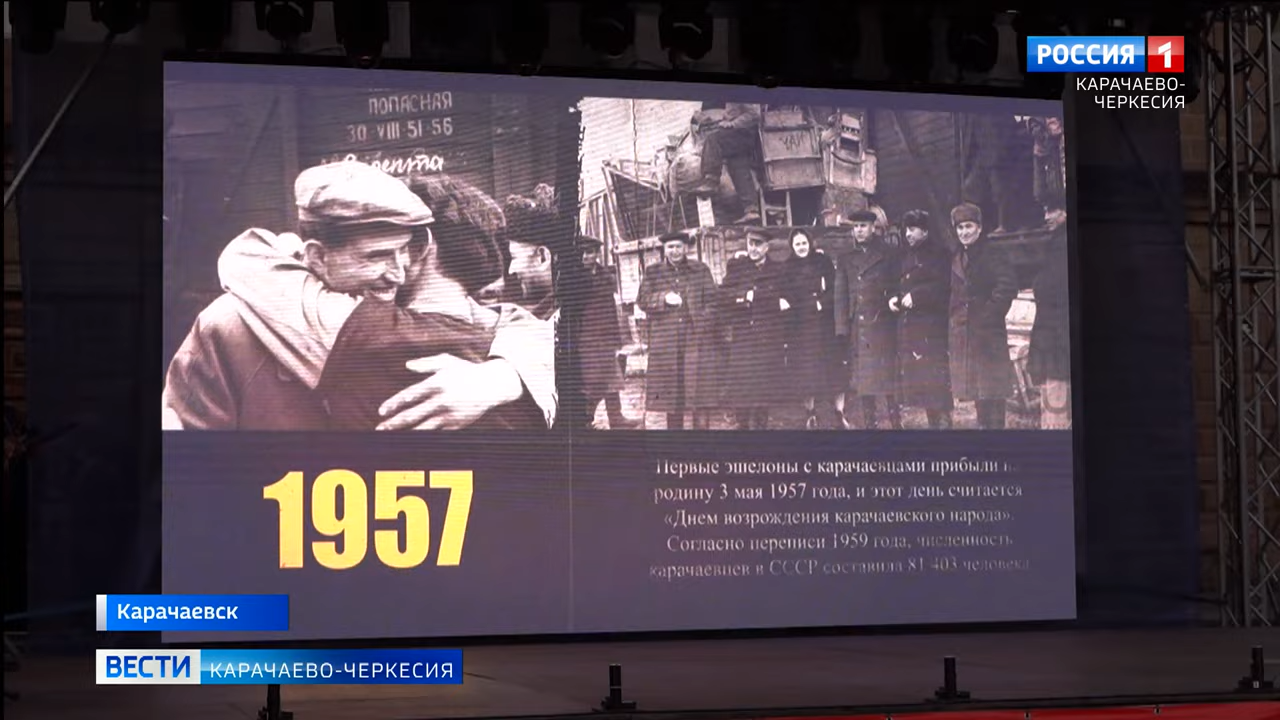 РОССИЯ 1
КАРАЧАЕВО-
ЧЕРКЕСИЯ
ПОПАСНАЯ
30 VIII-51-56
УАК
1957
Первые эшелоны с карачаевцами прибыли
родину 3 мая 1957 года, и этот день считается
«Днем возрождения карачаевского народа».
Согласно переписи 1959 года, численность
карачаевцев в СССР составила 81 403 человека
Карачаевск
ВЕСТИ КАРАЧАЕВО-ЧЕРКЕСИЯ